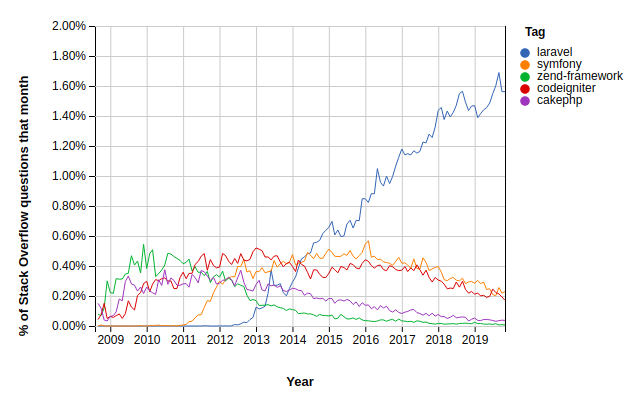 2.00%
1.80%
1.60%
1.40%
1.20%
1.00%
0.80%
0.60%
0.40%
0.20%
0.00%
% of Stack Overflow questions that month
2009 2010 2011 2012 2013 2014 2015 2016 2017 2018 2019
Year
Tag
laravel
symfony
zend-framework
codeigniter
cakephp